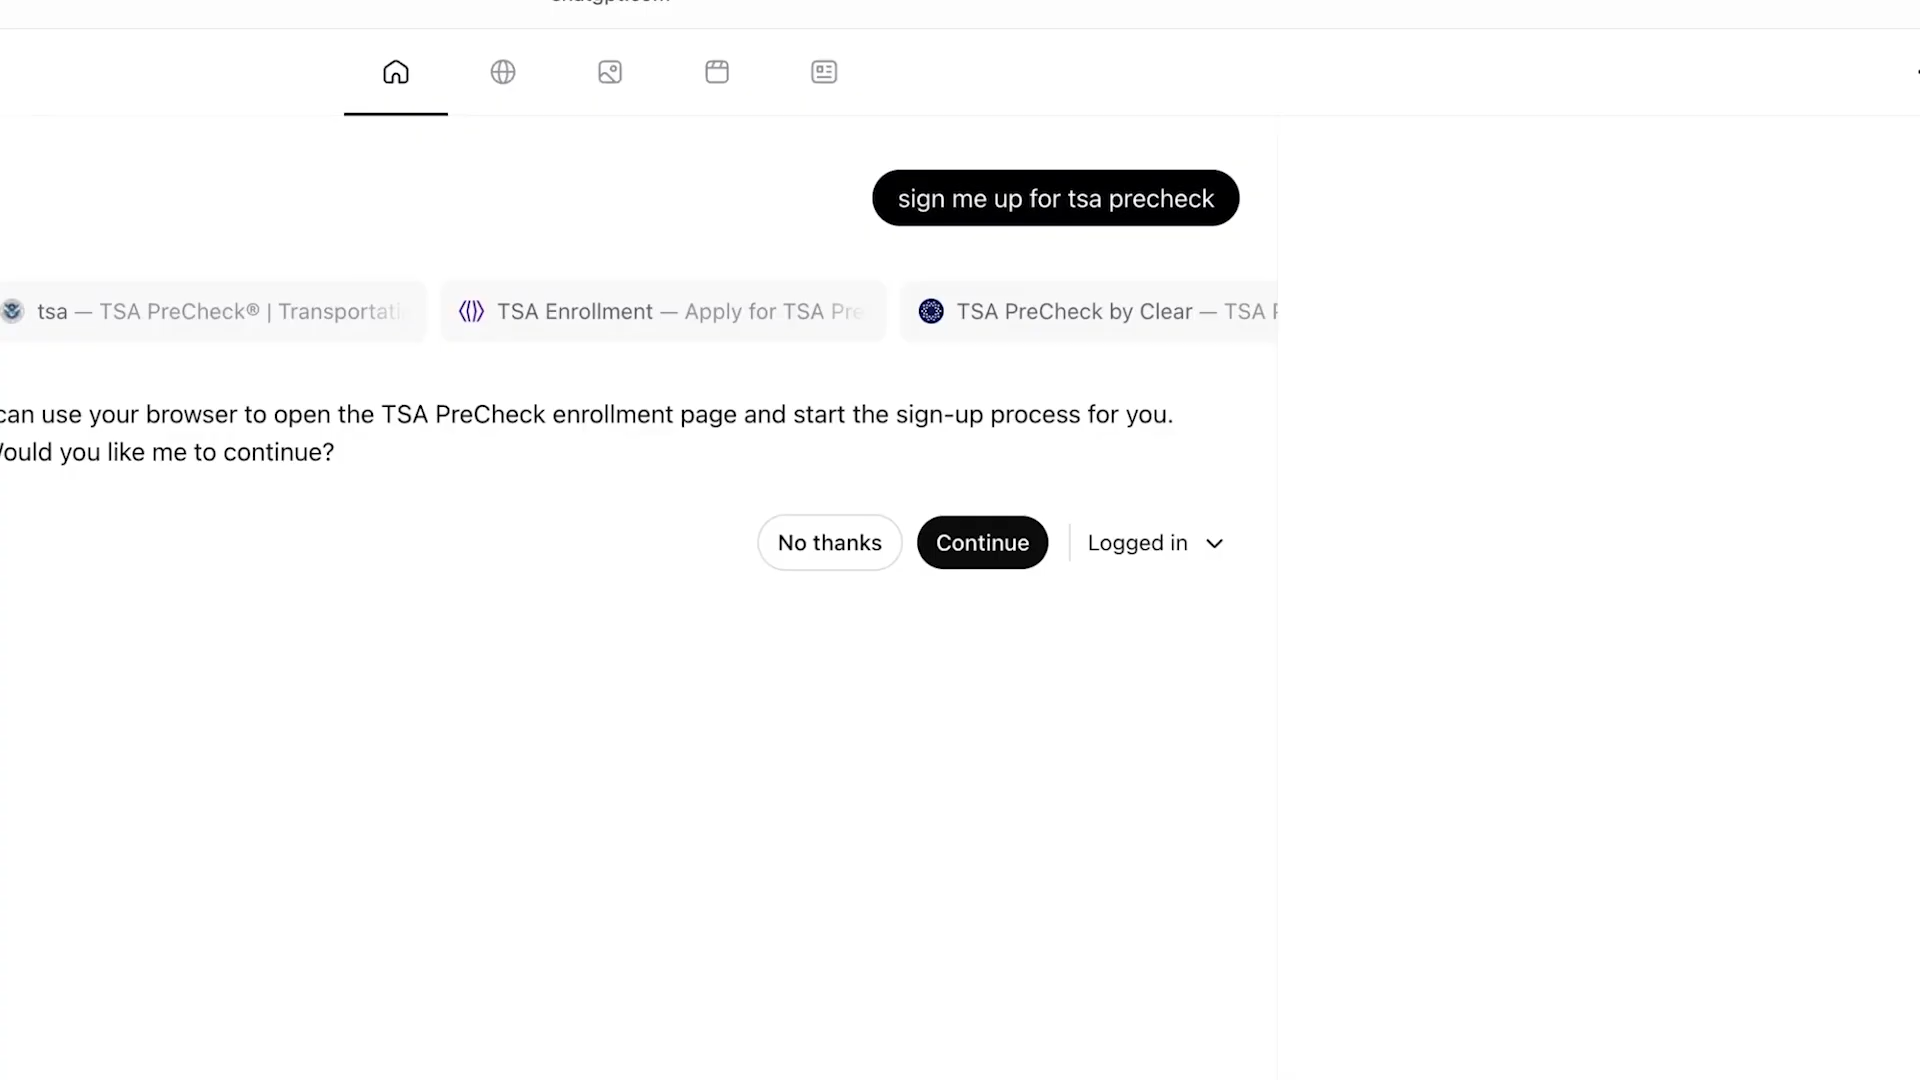 sign me up for tsa precheck
tsa — TSA PreCheck® | Transportati
TSA Enrollment — Apply for TSA Pre
TSA PreCheck by Clear — TSA P
can use your browser to open the TSA PreCheck enrollment page and start the sign-up process for you.
ould you like me to continue?
No thanks
Continue
Logged in